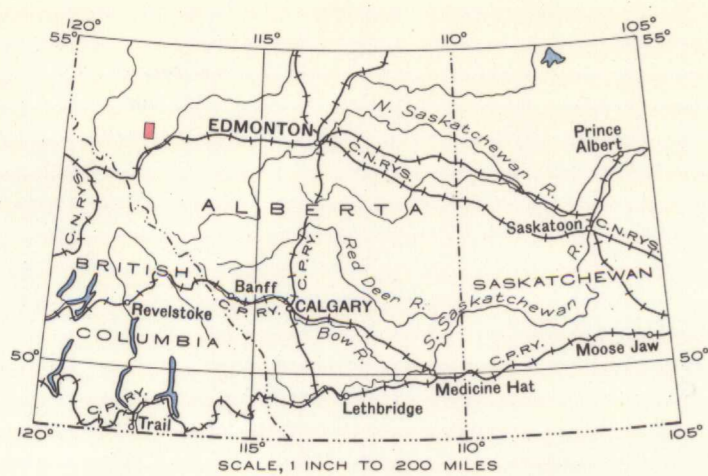 120°
115°
110°
105°
55°
55°
EDMONTON
N. Saskatchewan R.
Prince
Albert
C.N.RYS.
C.N.RYS.
ALBERTA
C.P.RY.
Saskatoon
C.N.RYS.
BRITISH
Red Deer R.
R.
SASKATCHEWAN
Banff
C.P.RY.
CALGARY
S. Saskatchewan
Revelstoke
COLUMBIA
Bow R.
C.P.RY.
Moose Jaw
50°
50°
Medicine Hat
C.P.RY.
Lethbridge
Trail
120°
115°
110°
105°
SCALE, 1 INCH TO 200 MILES